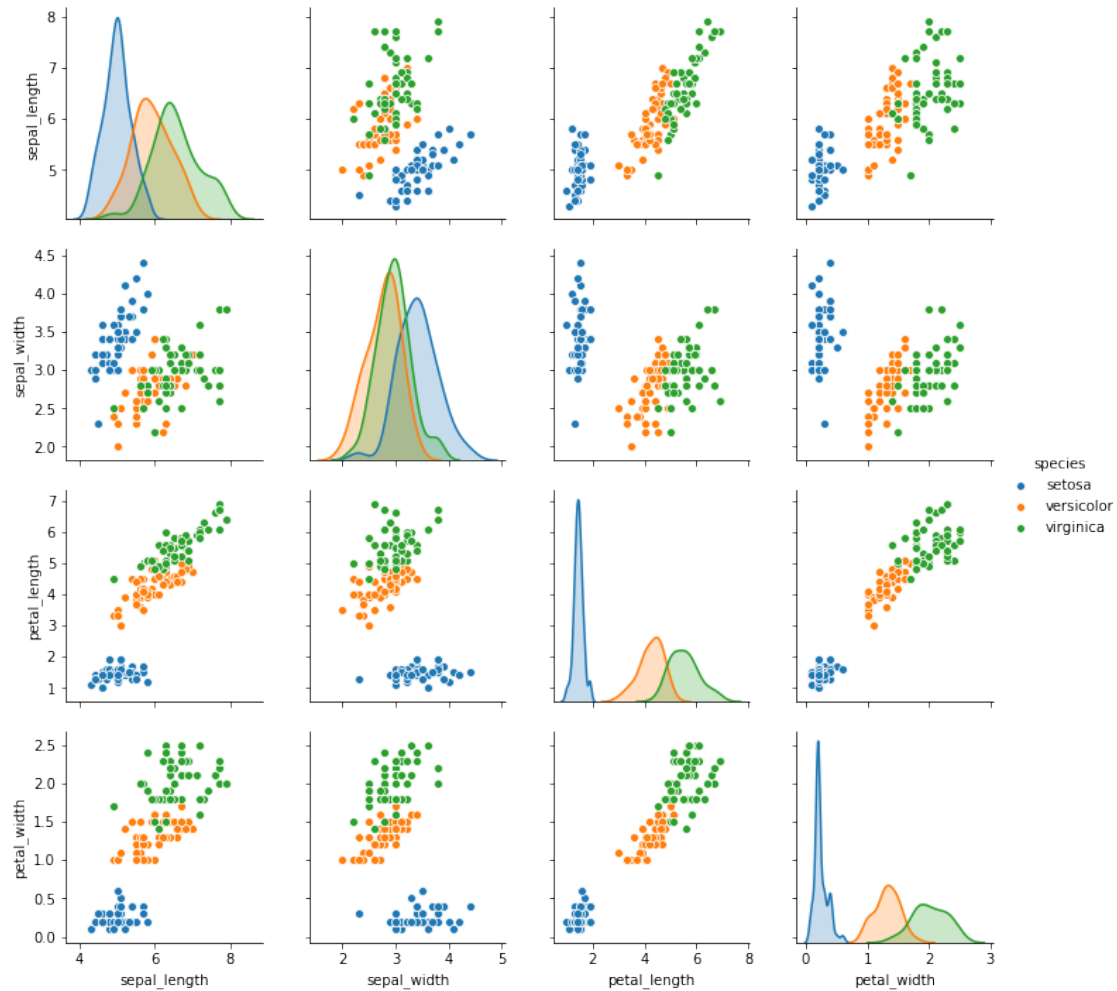 8
7
6
5
sepal_length
4.5
4.0
3.5
3.0
2.5
2.0
sepal_width
species
setosa
versicolor
virginica
7
6
5
4
3
2
1
petal_length
2.5
2.0
1.5
1.0
0.5
0.0
petal_width
4 6 8
2 3 4 5
2 4 6 8
0 1 2 3
sepal_length sepal_width petal_length petal_width